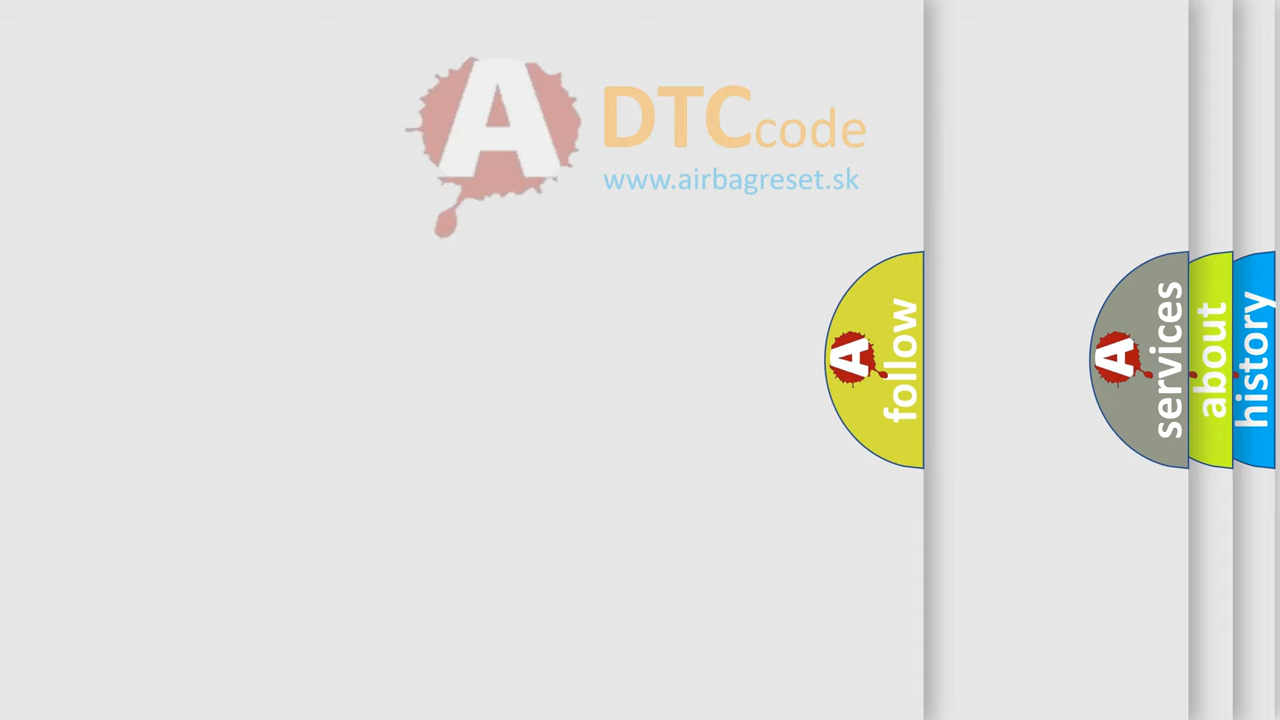 A
DTCcode
www.airbagreset.sk
A follow
A services
about
history